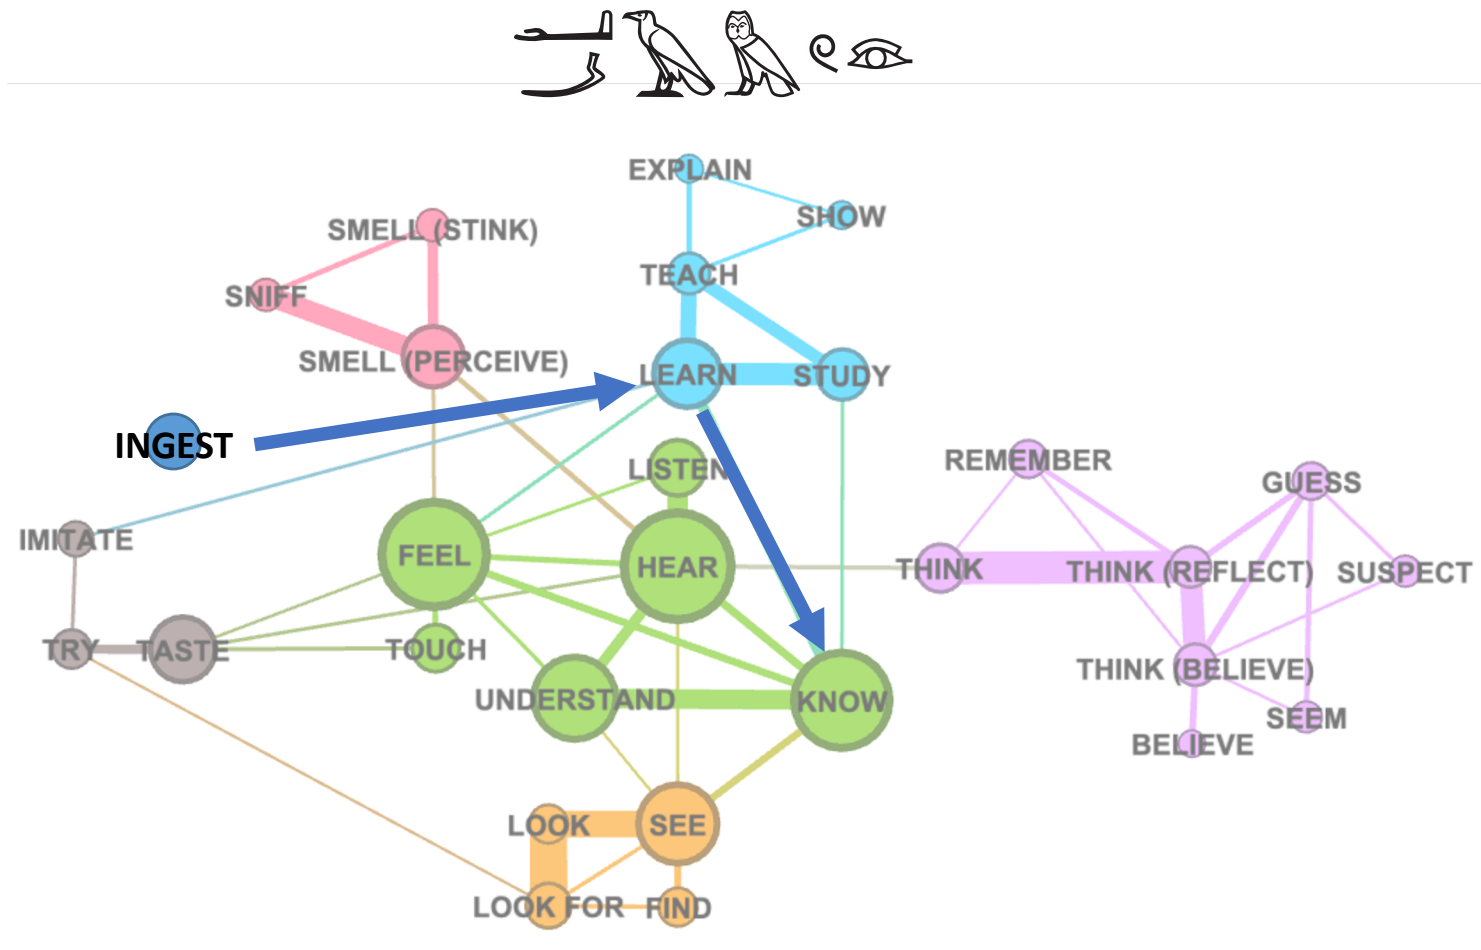 𓂝𓌳𓄿𓅓𓏲𓁹
EXPLAIN
SHOW
SMELL (STINK)
TEACH
SNIFF
SMELL (PERCEIVE)
LEARN
STUDY
INGEST
LISTEN
REMEMBER
GUESS
IMITATE
FEEL
HEAR
THINK
THINK (REFLECT)
SUSPECT
TRY
TASTE
TOUCH
THINK (BELIEVE)
UNDERSTAND
KNOW
SEEM
BELIEVE
LOOK
SEE
LOOK FOR
FIND